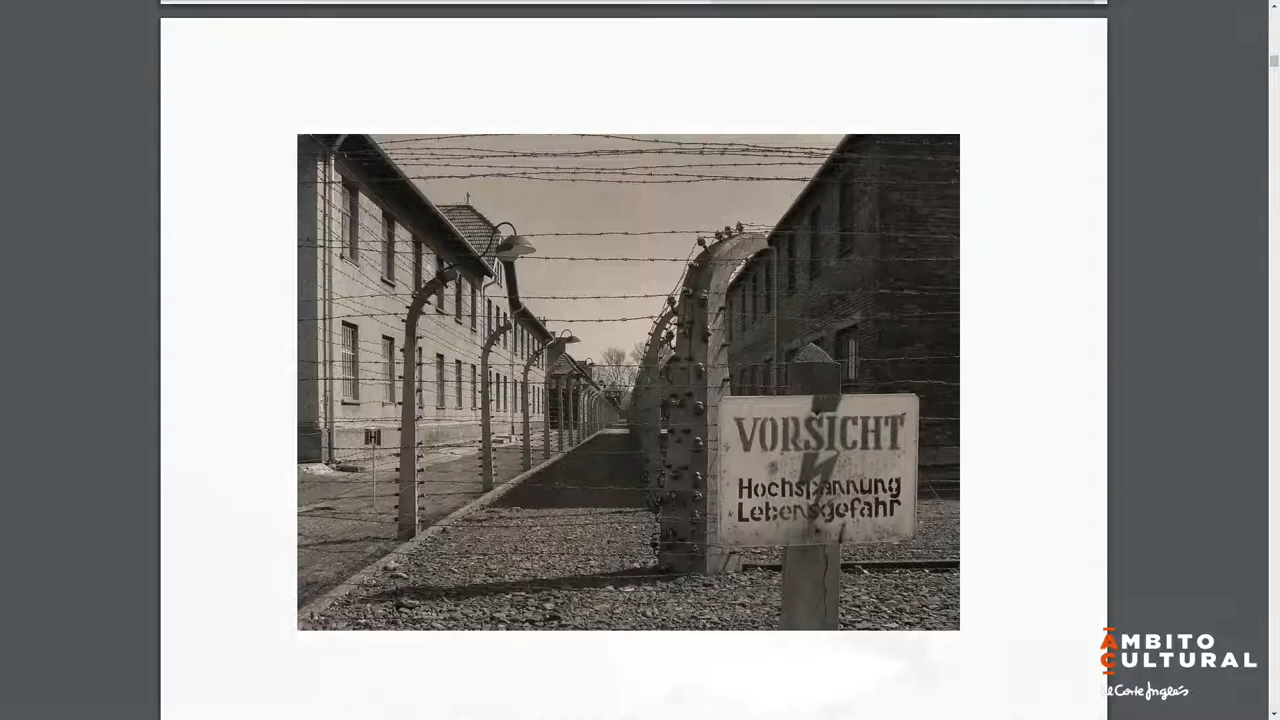 H
VORSICHT
Hochspannung
Lebensgefahr
ÁMBITO
CULTURAL
El Corte Inglés